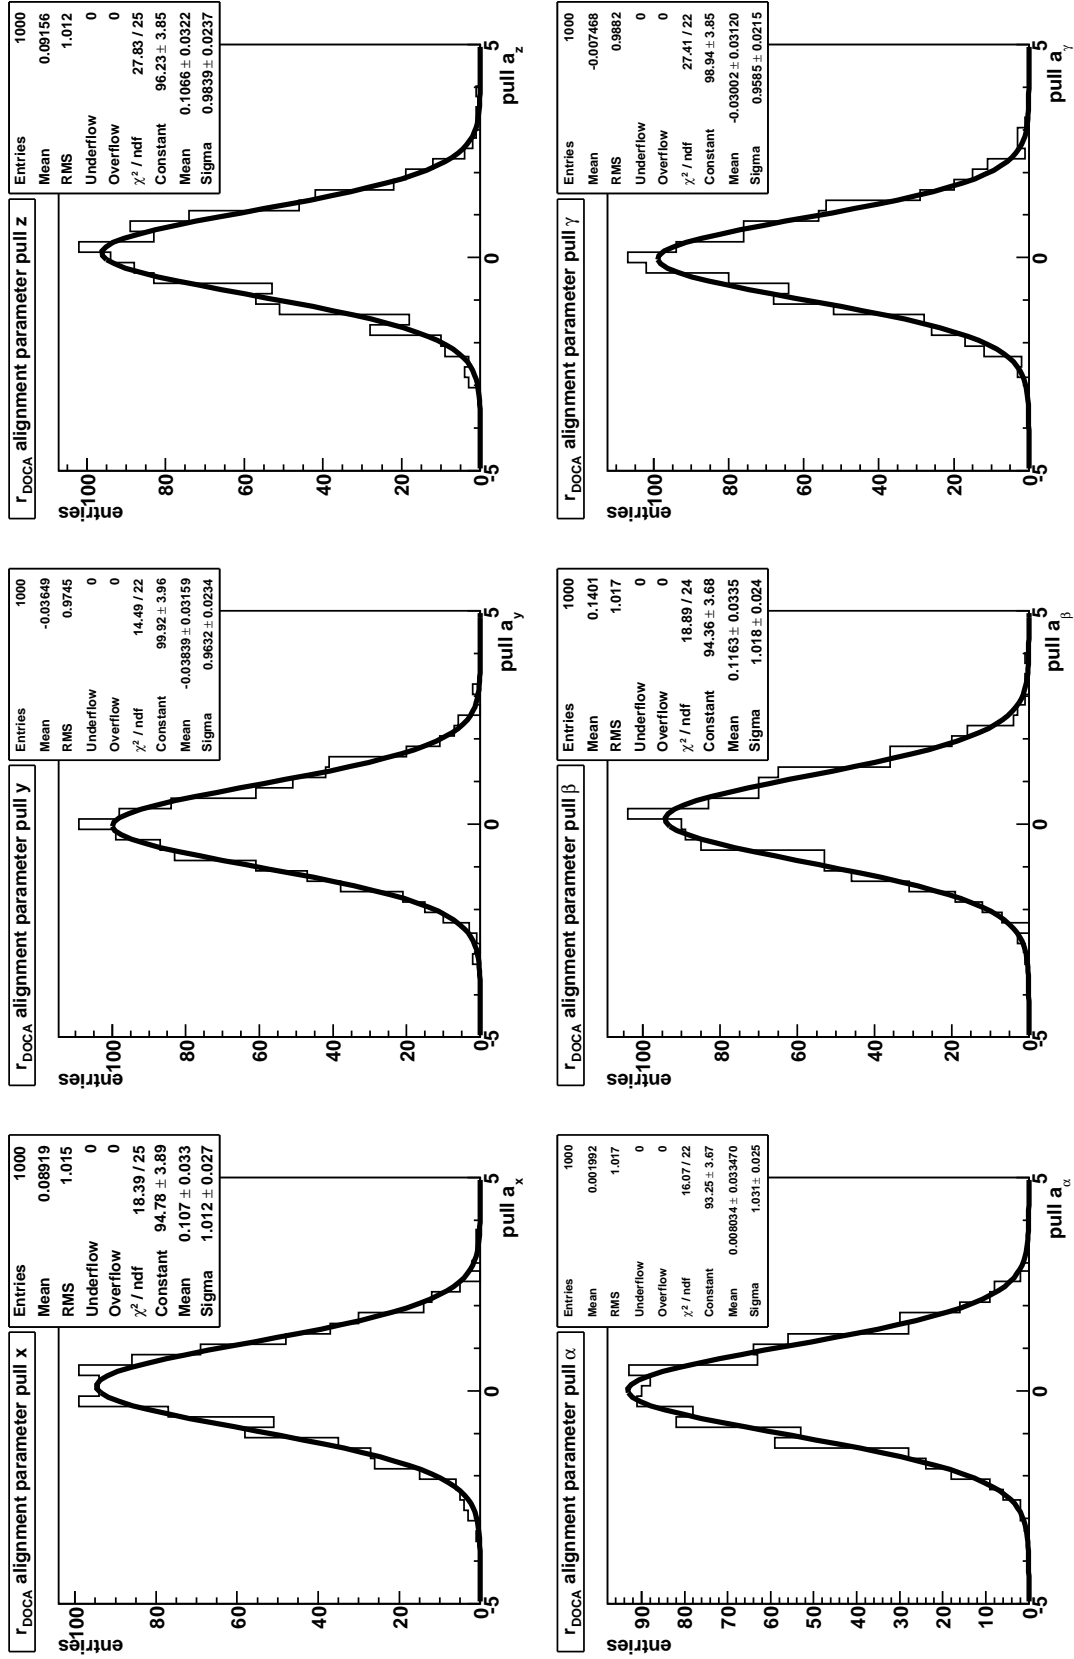 r_DOCA alignment parameter pull x
Entries 1000
Mean 0.08919
RMS 1.015
Underflow 0
Overflow 0
χ² / ndf 18.39 / 25
Constant 94.78 ± 3.89
Mean 0.107 ± 0.033
Sigma 1.012 ± 0.027
entries
100
80
60
40
20
0
-5 0 5
pull a_x
r_DOCA alignment parameter pull y
Entries 1000
Mean -0.03649
RMS 0.9745
Underflow 0
Overflow 0
χ² / ndf 14.49 / 22
Constant 99.92 ± 3.96
Mean -0.03839 ± 0.03159
Sigma 0.9632 ± 0.0234
entries
100
80
60
40
20
0
-5 0 5
pull a_y
r_DOCA alignment parameter pull z
Entries 1000
Mean 0.09156
RMS 1.012
Underflow 0
Overflow 0
χ² / ndf 27.83 / 25
Constant 96.23 ± 3.85
Mean 0.1066 ± 0.0322
Sigma 0.9839 ± 0.0237
entries
100
80
60
40
20
0
-5 0 5
pull a_z
r_DOCA alignment parameter pull α
Entries 1000
Mean 0.001992
RMS 1.017
Underflow 0
Overflow 0
χ² / ndf 16.07 / 22
Constant 93.25 ± 3.67
Mean 0.008034 ± 0.033470
Sigma 1.031 ± 0.025
entries
90
80
70
60
50
40
30
20
10
0
-5 0 5
pull a_α
r_DOCA alignment parameter pull β
Entries 1000
Mean 0.1401
RMS 1.017
Underflow 0
Overflow 0
χ² / ndf 18.89 / 24
Constant 94.36 ± 3.68
Mean 0.1163 ± 0.0335
Sigma 1.018 ± 0.024
entries
100
80
60
40
20
0
-5 0 5
pull a_β
r_DOCA alignment parameter pull γ
Entries 1000
Mean -0.007468
RMS 0.9882
Underflow 0
Overflow 0
χ² / ndf 27.41 / 22
Constant 98.94 ± 3.85
Mean -0.03002 ± 0.03120
Sigma 0.9585 ± 0.0215
entries
100
80
60
40
20
0
-5 0 5
pull a_γ